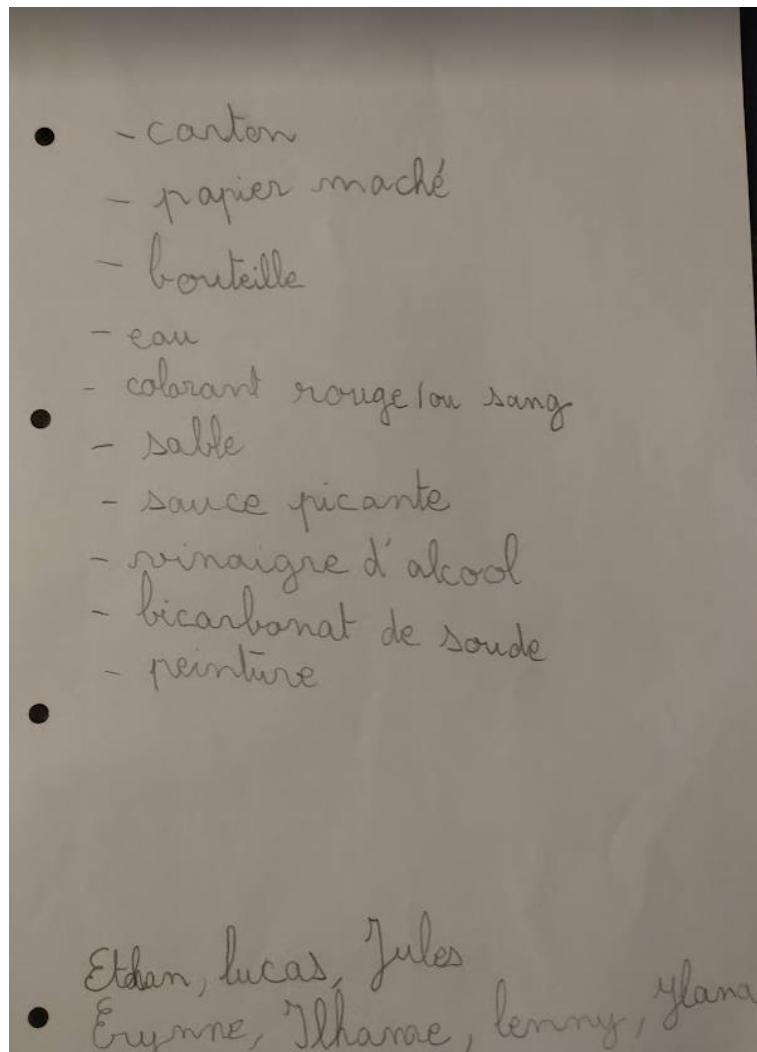 - carton
- papier maché
- bouteille
- eau
- colorant rouge/ou sang
- sable
- sauce picante
- vinaigre d'alcool
- bicarbonat de soude
- peinture
Ethan, lucas, Jules
Erynne, Ilhame, lenny, Ylana